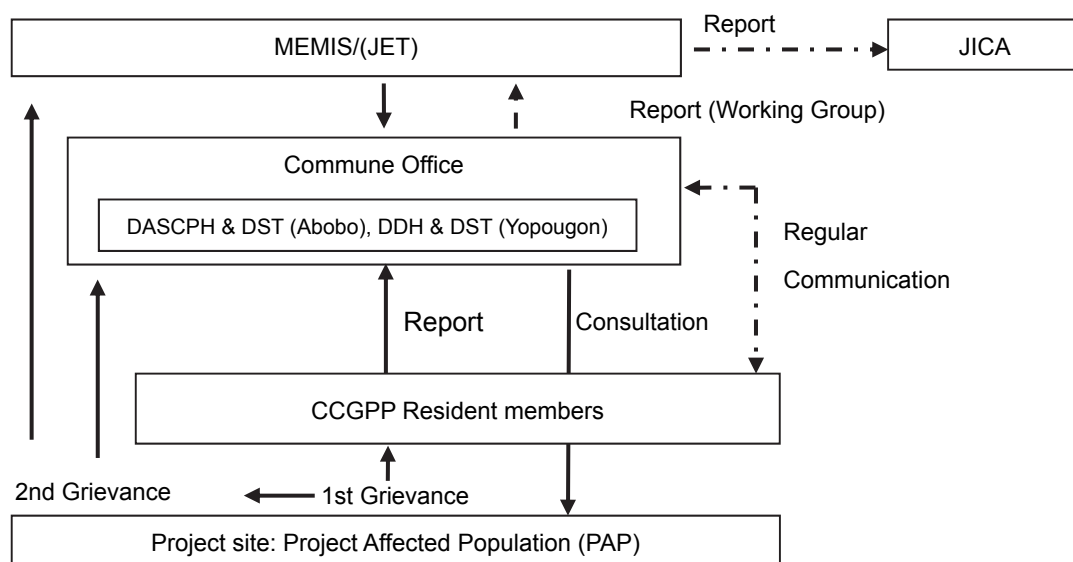 Report
MEMIS/(JET)
JICA
Report (Working Group)
Commune Office
DASCPH & DST (Abobo), DDH & DST (Yopougon)
Regular
Communication
Report
Consultation
CCGPP Resident members
2nd Grievance
1st Grievance
Project site: Project Affected Population (PAP)